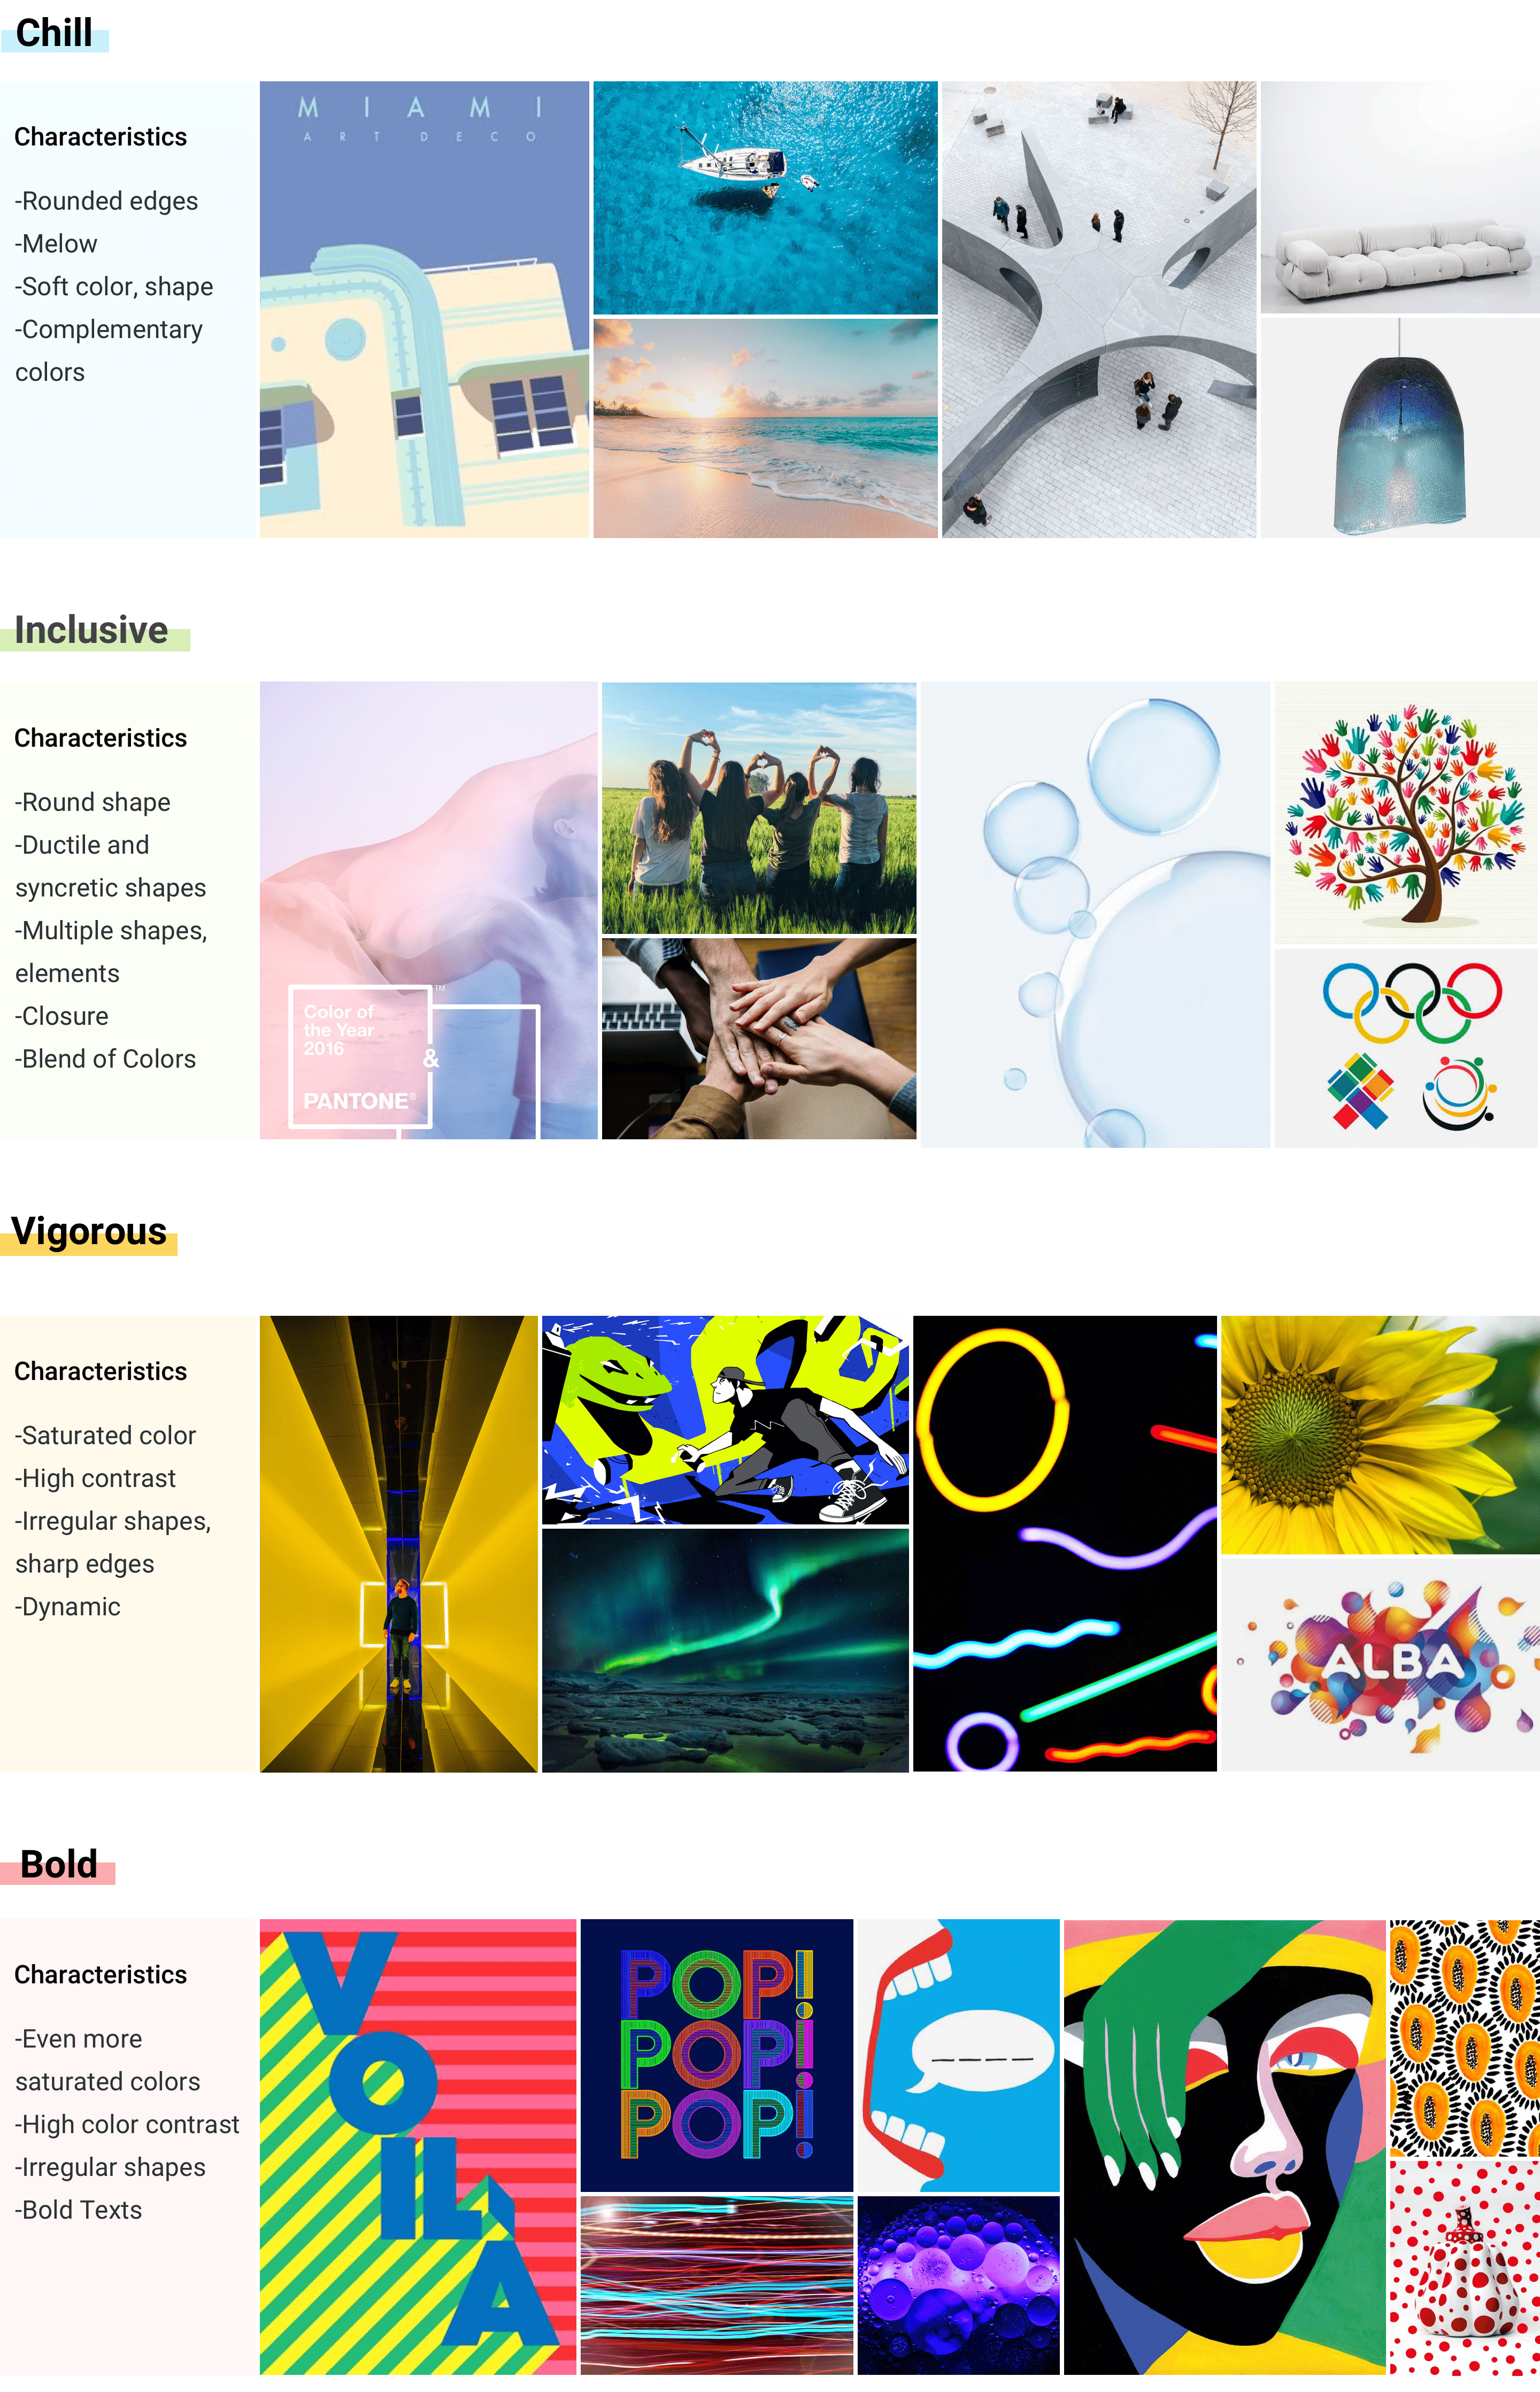 Chill
Characteristics
-Rounded edges
-Melow
-Soft color, shape
-Complementary
colors
MIAMI
ART DECO
Inclusive
Characteristics
-Round shape
-Ductile and
syncretic shapes
-Multiple shapes,
elements
-Closure
-Blend of Colors
Color of
the Year
2016
PANTONE®
™
&
Vigorous
Characteristics
-Saturated color
-High contrast
-Irregular shapes,
sharp edges
-Dynamic
ALBA
Bold
Characteristics
-Even more
saturated colors
-High color contrast
-Irregular shapes
-Bold Texts
VOILÀ
POP!
POP!
POP!